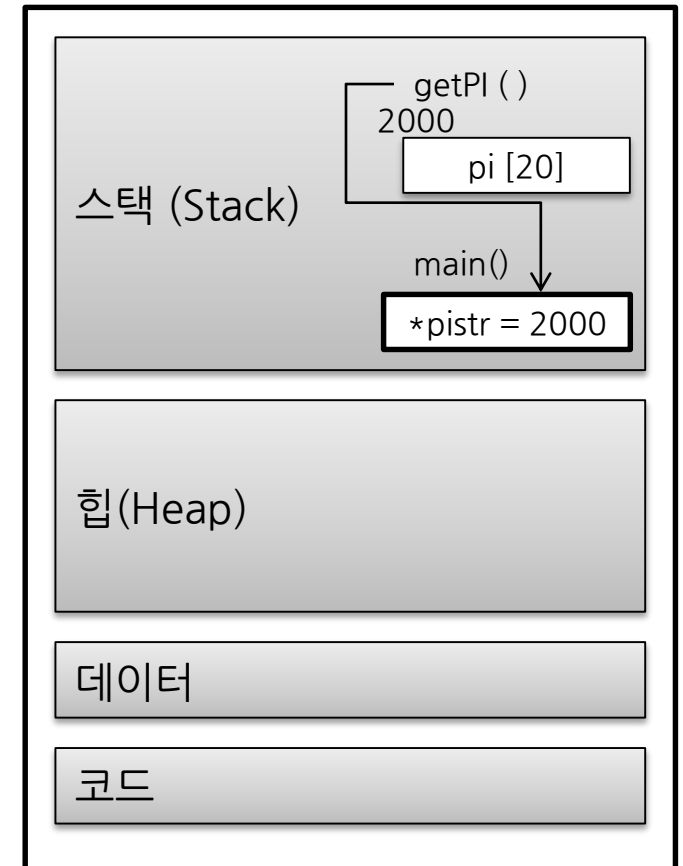 getPI ( )
2000
pi [20]
스택 (Stack)
main()
*pistr = 2000
힙(Heap)
데이터
코드